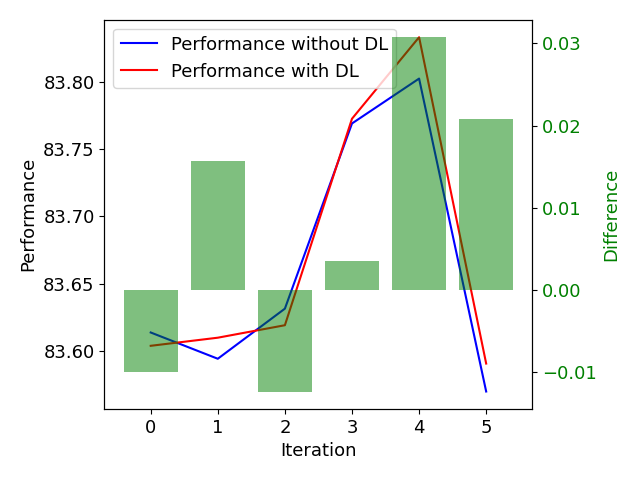 Performance without DL
Performance with DL
83.80
83.75
83.70
83.65
83.60
Performance
0.03
0.02
0.01
0.00
−0.01
Difference
0 1 2 3 4 5
Iteration